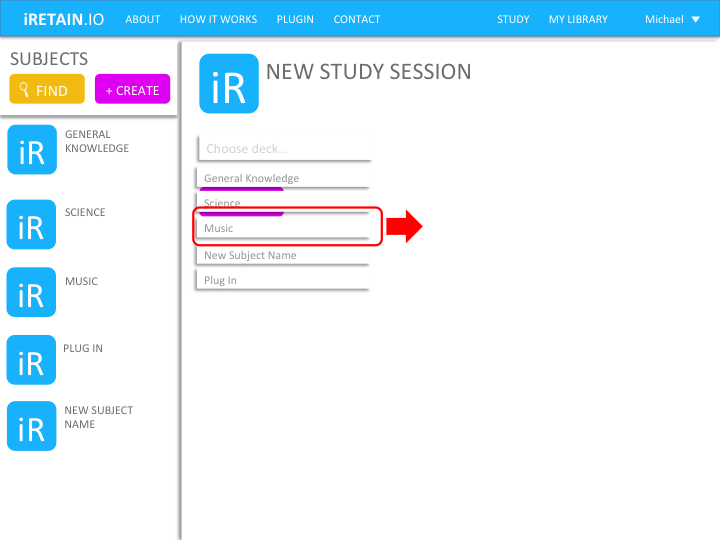 iRETAIN.IO ABOUT HOW IT WORKS PLUGIN CONTACT STUDY MY LIBRARY Michael
SUBJECTS
FIND + CREATE
iR GENERAL
KNOWLEDGE
iR SCIENCE
iR MUSIC
iR PLUG IN
iR NEW SUBJECT
NAME
iR NEW STUDY SESSION
Choose deck...
General Knowledge
Science
Music
New Subject Name
Plug In